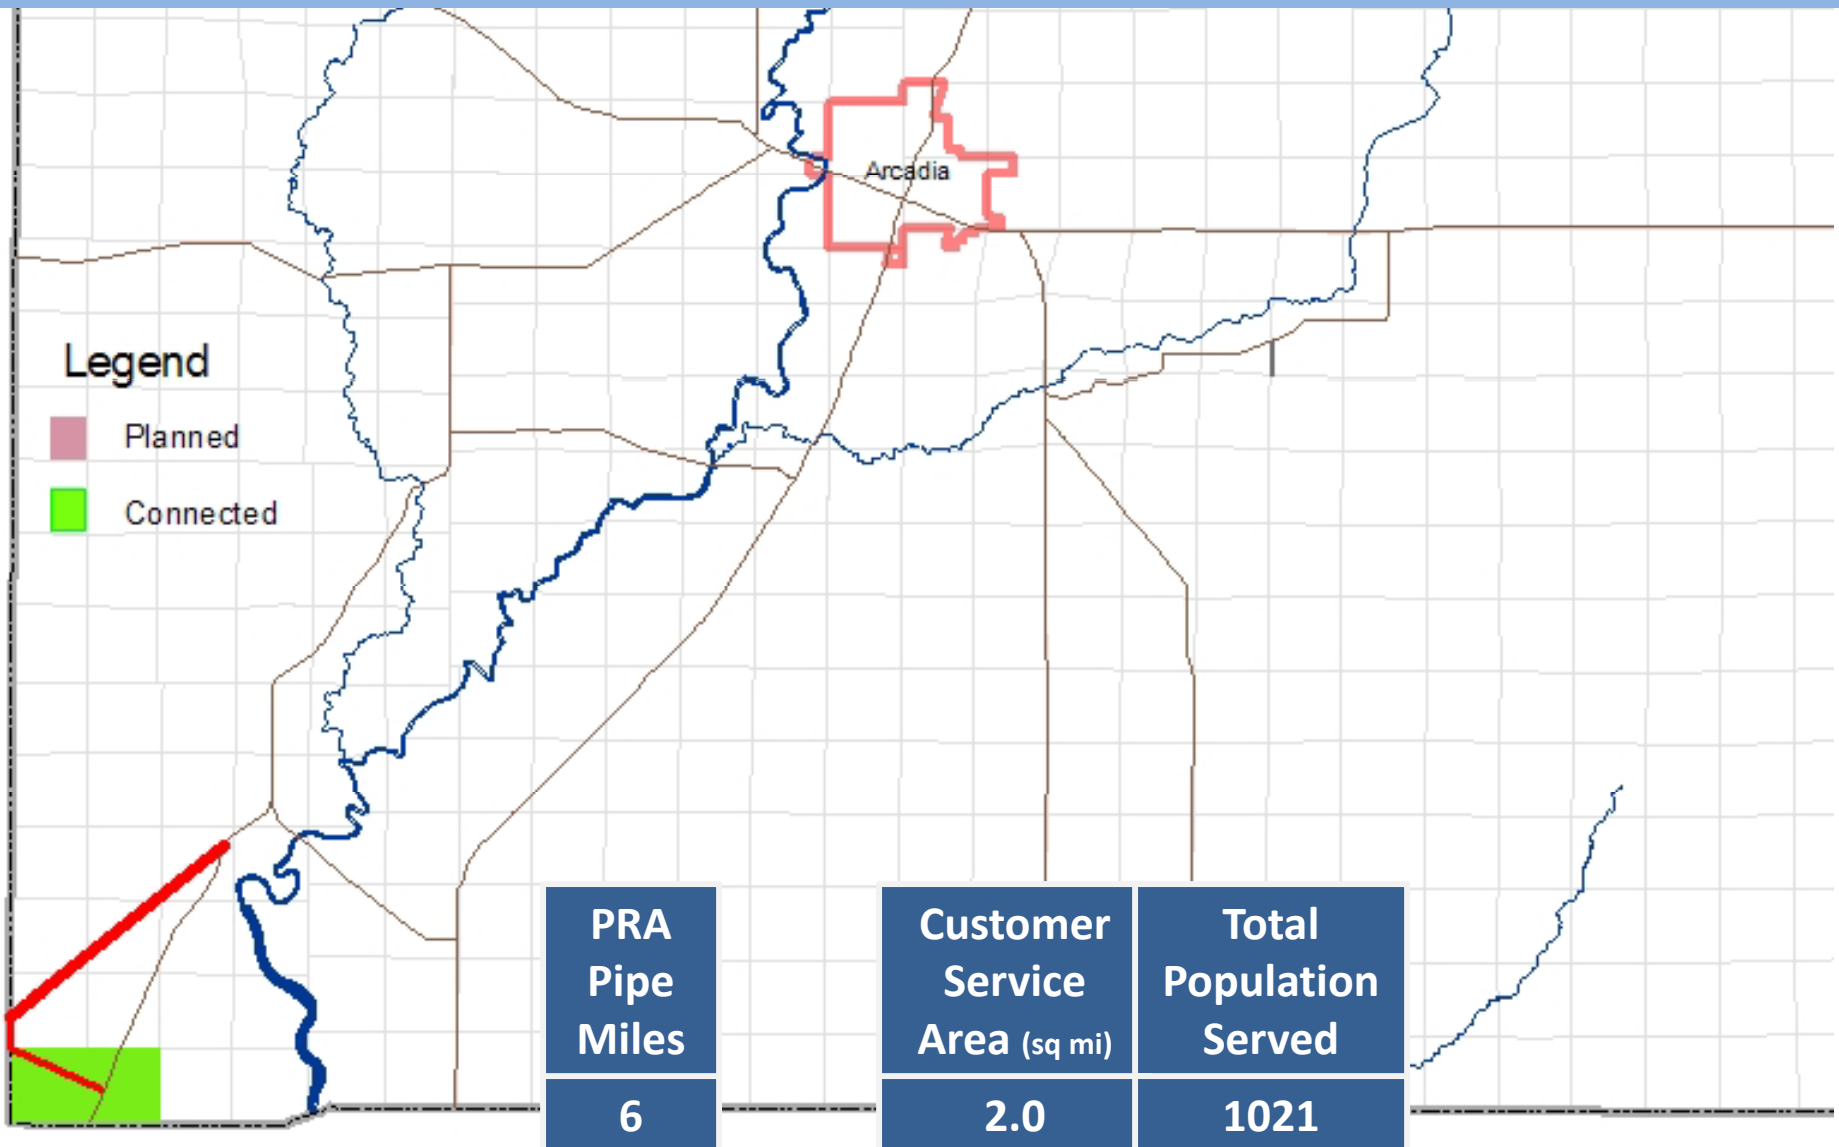 Arcadia
Legend
Planned
Connected
PRA
Pipe
Miles
6
Customer
Service
Area (sq mi)
2.0
Total
Population
Served
1021